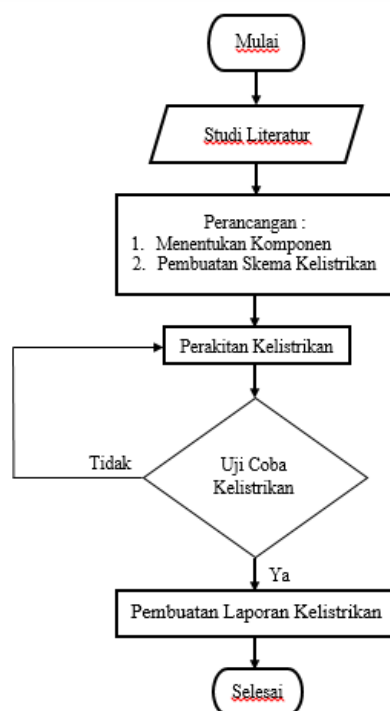 Mulai
Studi Literatur
Perancangan :
1. Menentukan Komponen
2. Pembuatan Skema Kelistrikan
Perakitan Kelistrikan
Tidak
Uji Coba
Kelistrikan
Ya
Pembuatan Laporan Kelistrikan
Selesai